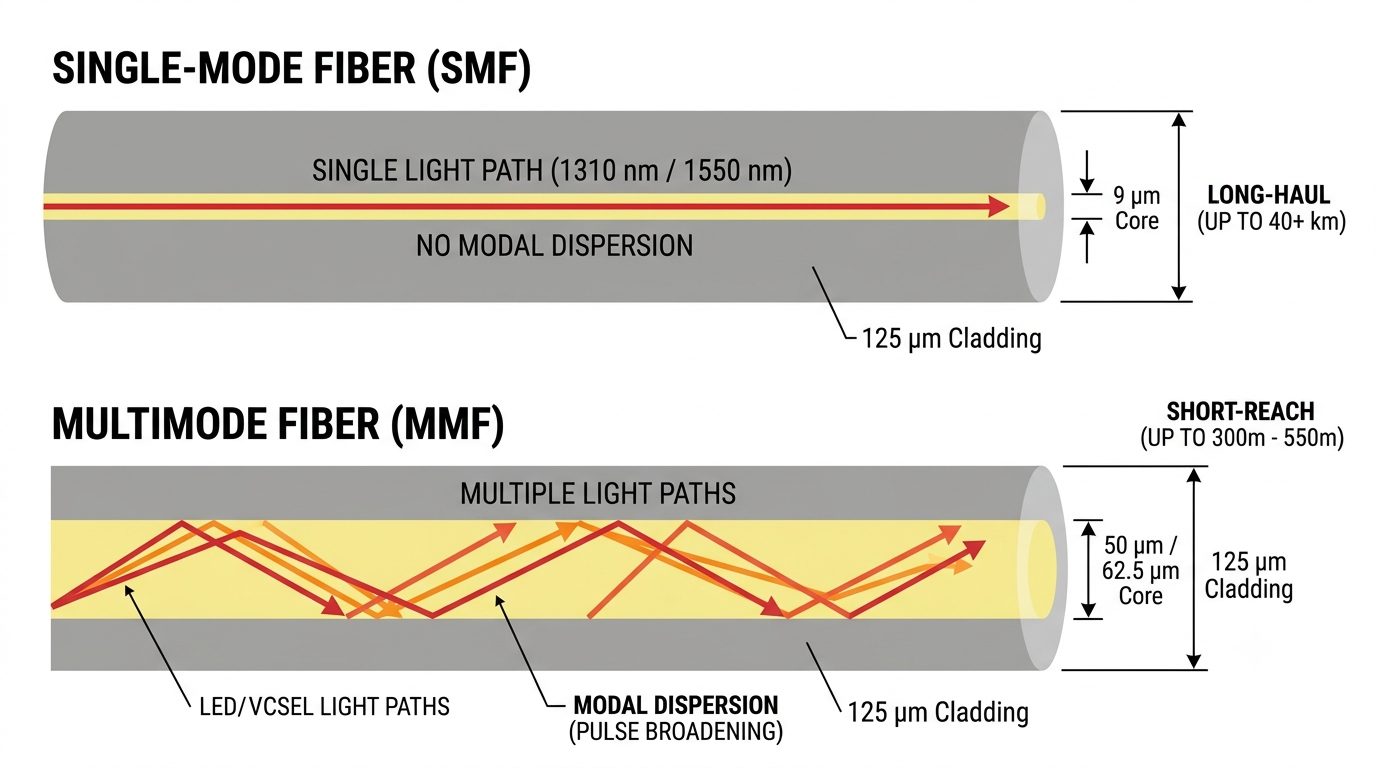 SINGLE-MODE FIBER (SMF)
SINGLE LIGHT PATH (1310 nm / 1550 nm)
NO MODAL DISPERSION
9 µm
Core
LONG-HAUL
(UP TO 40+ km)
125 µm Cladding
MULTIMODE FIBER (MMF)
SHORT-REACH
(UP TO 300m - 550m)
MULTIPLE LIGHT PATHS
50 µm /
62.5 µm
Core
125 µm
Cladding
LED/VCSEL LIGHT PATHS
MODAL DISPERSION
(PULSE BROADENING)
125 µm Cladding